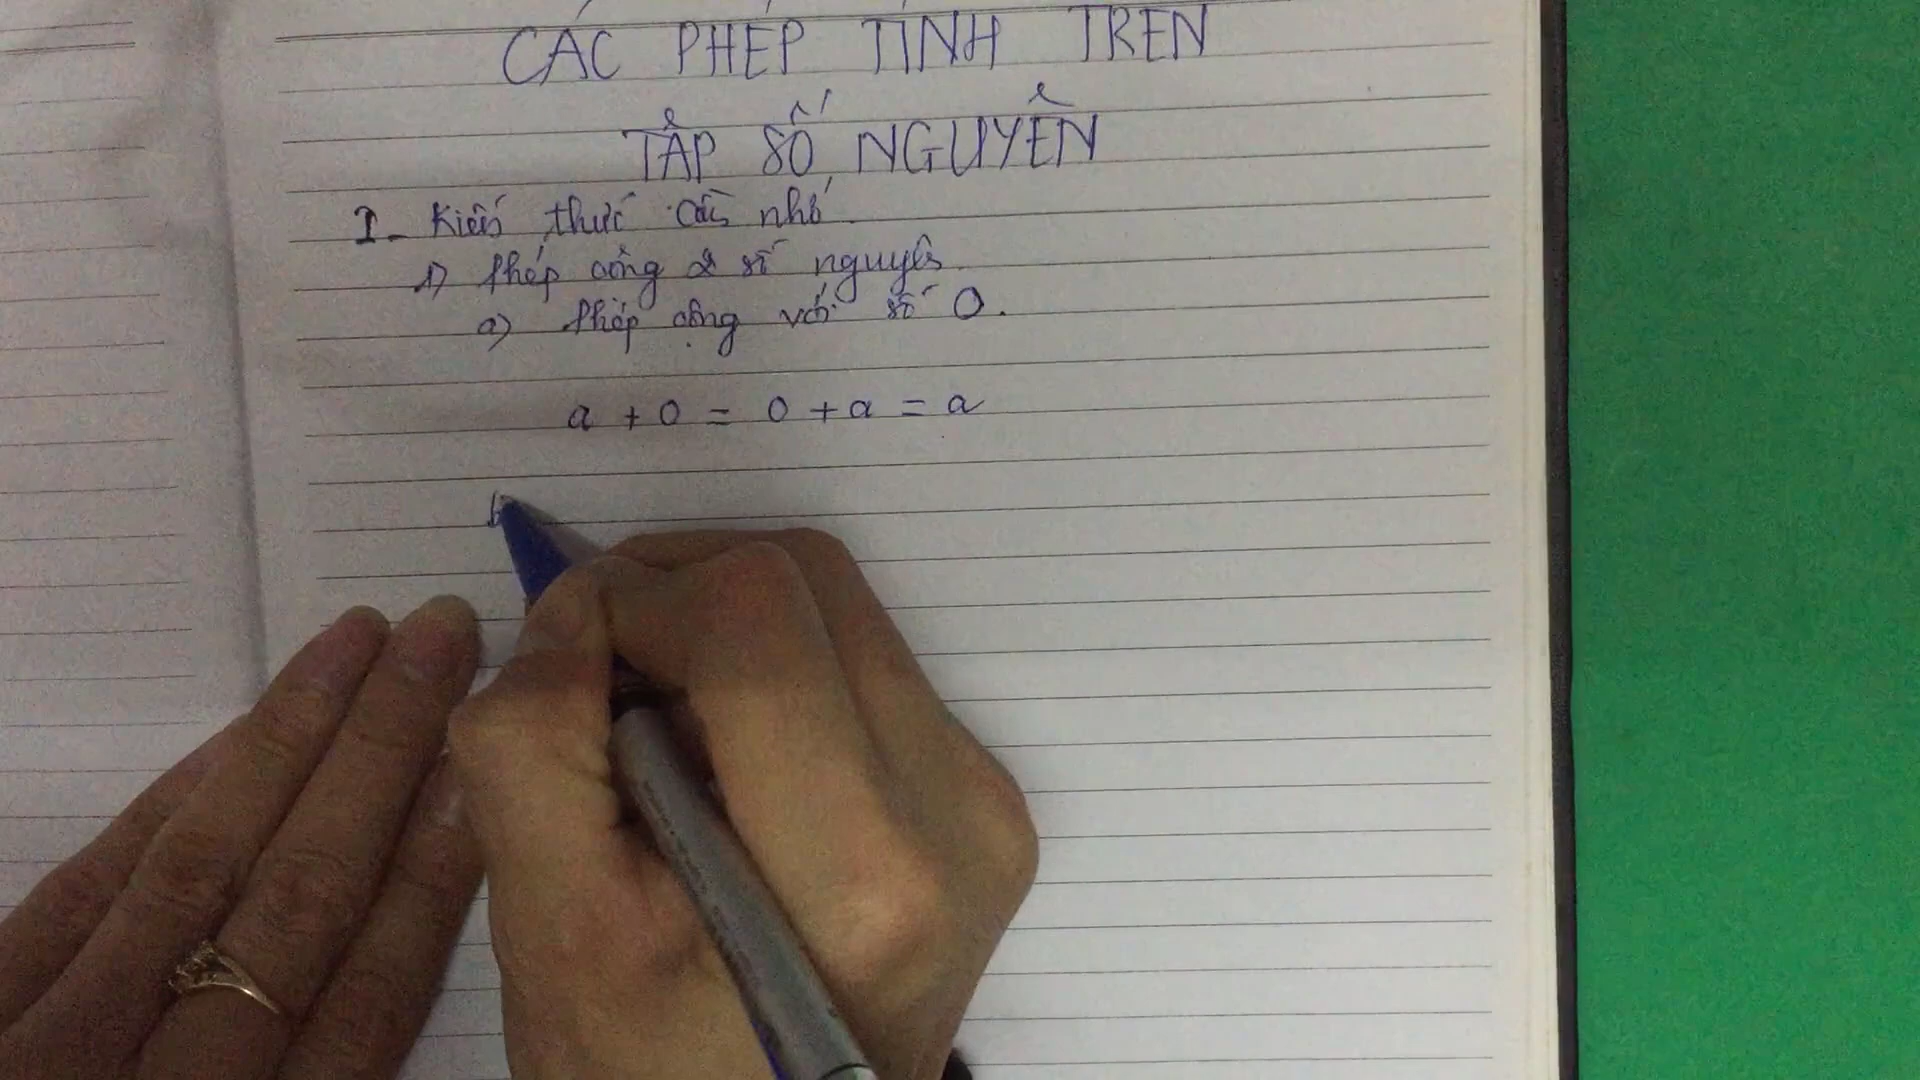 CÁC PHÉP TÍNH TRÊN
TẬP SỐ NGUYÊN
I- Kiến thức cần nhớ.
1) Phép cộng 2 số nguyên
a) Phép cộng với số 0.
a + 0 = 0 + a = a
b